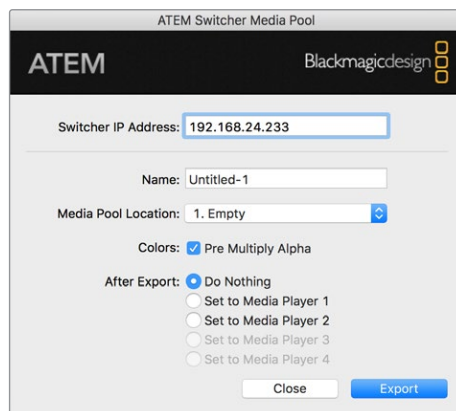 ATEM Switcher Media Pool
ATEM
Blackmagicdesign
Switcher IP Address: 192.168.24.233
Name: Untitled-1
Media Pool Location: 1. Empty
Colors: Pre Multiply Alpha
After Export: Do Nothing
Set to Media Player 1
Set to Media Player 2
Set to Media Player 3
Set to Media Player 4
Close Export